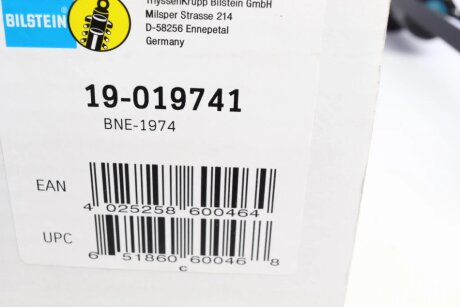 ThyssenKrupp Bilstein GmbH
Milsper Strasse 214
D-58256 Ennepetal
Germany
BILSTEIN
19-019741
BNE-1974
EAN
4 025258 600464
UPC
6 51860 60046 8
c